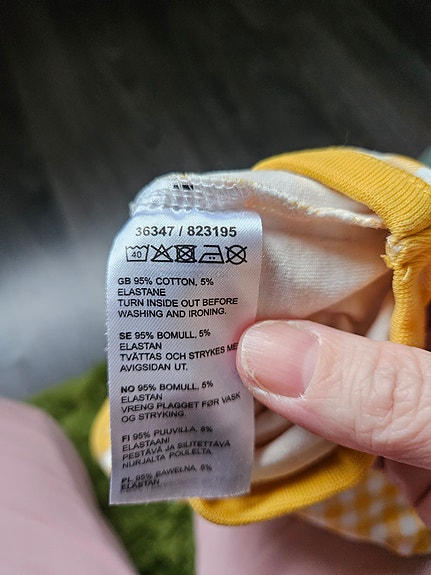 36347 / 823195
40
GB 95% COTTON, 5%
ELASTANE
TURN INSIDE OUT BEFORE
WASHING AND IRONING.
SE 95% BOMULL, 5%
ELASTAN
TVÄTTAS OCH STRYKES ME
AVIGSIDAN UT.
NO 95% BOMULL, 5%
ELASTAN
VRENG PLAGGET FØR VASK
OG STRYKING.
FI 95% PUUVILLA, 5%
ELASTAANI
PESTÄVÄ JA SILITETTÄVÄ
NURJALTA PUOLELTA
PL 95% BAWEŁNA, 5%
ELASTAN